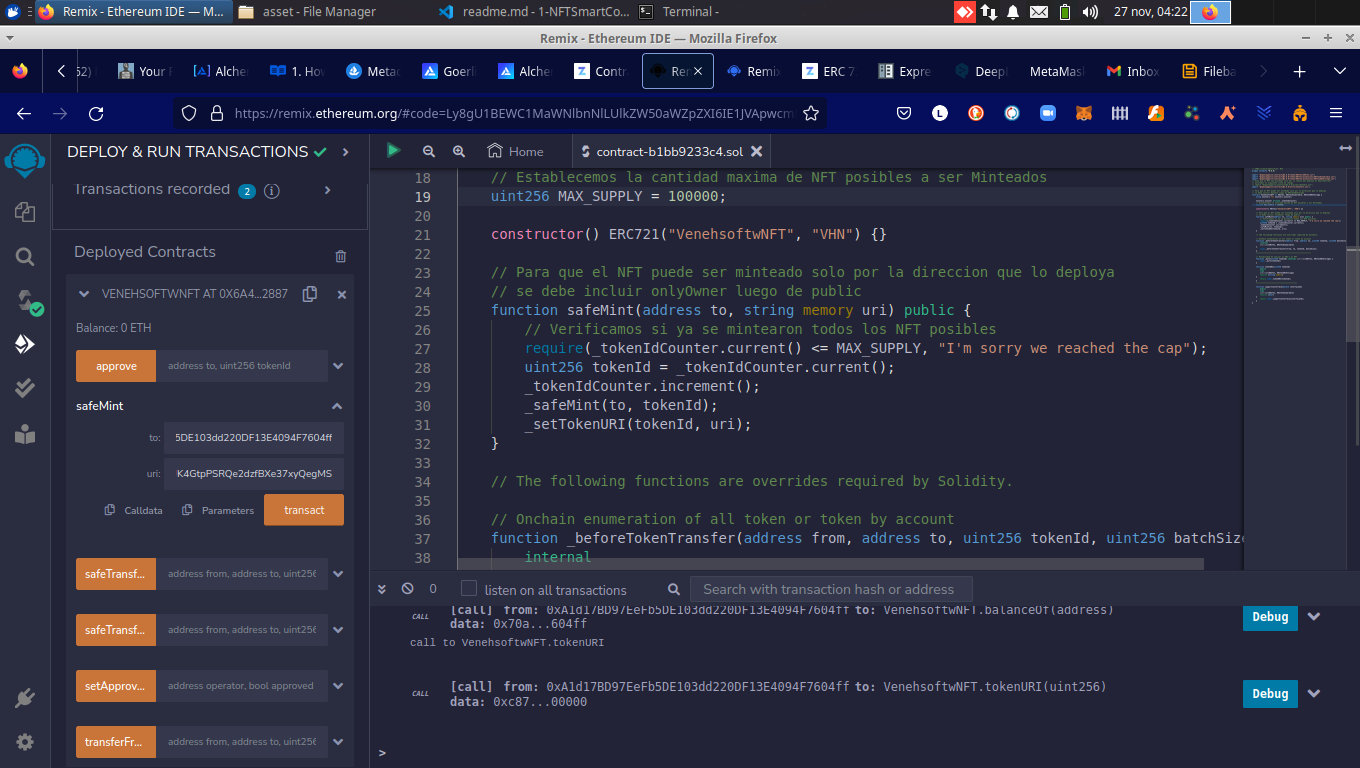 Remix - Ethereum IDE — M...
asset - File Manager
readme.md - 1-NFTSmartCo...
Terminal -
27 nov, 04:22
Remix - Ethereum IDE — Mozilla Firefox
Your F
Alche
1. Ho
Metac
Goerl
Alche
Contr
Re
Remix
ERC 7
Expre
Deepl
MetaMas
Inbox
Fileba
https://remix.ethereum.org/#code=Ly8gU1BEWC1MaWNlbnNlLUlkZW50aWZpZXI6IE1JVApwcm
DEPLOY & RUN TRANSACTIONS
Home
contract-b1bb9233c4.sol
Transactions recorded 2
Deployed Contracts
VENEHSOFTWNFT AT 0X6A4...2887
Balance: 0 ETH
approve
address to, uint256 tokenId
safeMint
to: 5DE103dd220DF13E4094F7604ff
uri: K4GtpPSRQe2dzfBXe37xyQegMS
Calldata
Parameters
transact
safeTransf...
address from, address to, uint256
safeTransf...
address from, address to, uint256
setApprov...
address operator, bool approved
transferFr...
address from, address to, uint256
18 // Establecemos la cantidad maxima de NFT posibles a ser Minteados
19 uint256 MAX_SUPPLY = 100000;
20
21 constructor() ERC721("VenehsoftwNFT", "VHN") {}
22
23 // Para que el NFT puede ser minteado solo por la direccion que lo deploya
24 // se debe incluir onlyOwner luego de public
25 function safeMint(address to, string memory uri) public {
26 // Verificamos si ya se mintearon todos los NFT posibles
27 require(_tokenIdCounter.current() <= MAX_SUPPLY, "I'm sorry we reached the cap");
28 uint256 tokenId = _tokenIdCounter.current();
29 _tokenIdCounter.increment();
30 _safeMint(to, tokenId);
31 _setTokenURI(tokenId, uri);
32 }
33
34 // The following functions are overrides required by Solidity.
35
36 // Onchain enumeration of all token or token by account
37 function _beforeTokenTransfer(address from, address to, uint256 tokenId, uint256 batchSize
38 internal
0
listen on all transactions
Search with transaction hash or address
CALL
[call] from: 0xA1d17BD97EeFb5DE103dd220DF13E4094F7604ff to: VenehsoftwNFT.balanceOf(address)
data: 0x70a...604ff
Debug
call to VenehsoftwNFT.tokenURI
CALL
[call] from: 0xA1d17BD97EeFb5DE103dd220DF13E4094F7604ff to: VenehsoftwNFT.tokenURI(uint256)
data: 0xc87...00000
Debug
>